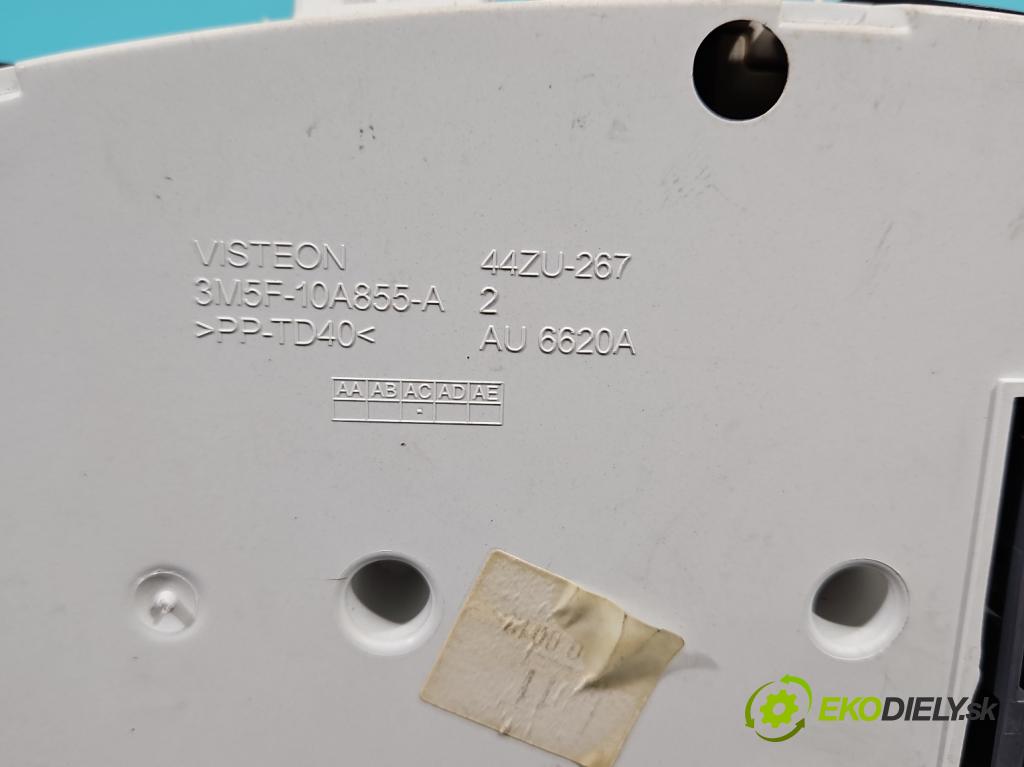 VISTEON
3M5F-10A855-A
>PP-TD40<
44ZU-267
2
AU 6620A
AA AB AC AD AE
EKODIELY.sk